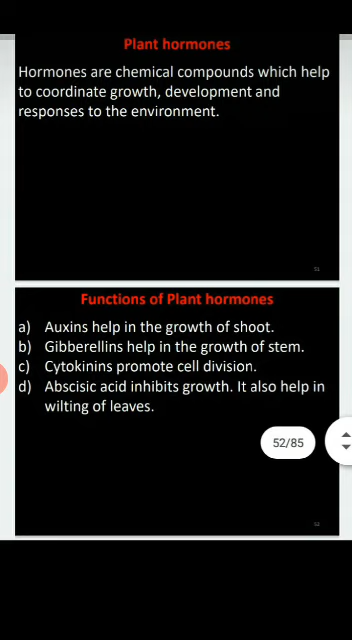 Plant hormones
Hormones are chemical compounds which help
to coordinate growth, development and
responses to the environment.
51
Functions of Plant hormones
a) Auxins help in the growth of shoot.
b) Gibberellins help in the growth of stem.
c) Cytokinins promote cell division.
d) Abscisic acid inhibits growth. It also help in
wilting of leaves.
52/85
52